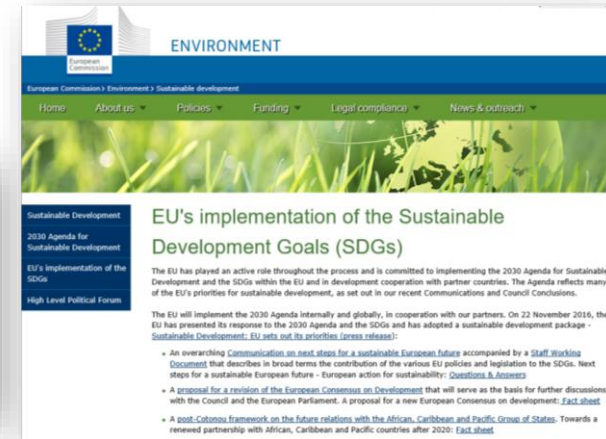 European
Commission
ENVIRONMENT
European Commission > Environment > Sustainable development
Home About us Policies Funding Legal compliance News & outreach
Sustainable Development
2030 Agenda for
Sustainable Development
EU's implementation of the
SDGs
High Level Political Forum
EU's implementation of the Sustainable
Development Goals (SDGs)
The EU has played an active role throughout the process and is committed to implementing the 2030 Agenda for Sustainable
Development and the SDGs within the EU and in development cooperation with partner countries. The Agenda reflects many
of the EU's priorities for sustainable development, as set out in our recent Communications and Council Conclusions.
The EU will implement the 2030 Agenda internally and globally, in cooperation with our partners. On 22 November 2016, the
EU has presented its response to the 2030 Agenda and the SDGs and has adopted a sustainable development package -
Sustainable Development: EU sets out its priorities (press release):
• An overarching Communication on next steps for a sustainable European future accompanied by a Staff Working
Document that describes in broad terms the contribution of the various EU policies and legislation to the SDGs. Next
steps for a sustainable European future - European action for sustainability: Questions & Answers
• A proposal for a revision of the European Consensus on Development that will serve as the basis for further discussions
with the Council and the European Parliament. A proposal for a new European Consensus on development: Fact sheet
• A post-Cotonou framework on the future relations with the African, Caribbean and Pacific Group of States. Towards a
renewed partnership with African, Caribbean and Pacific countries after 2020: Fact sheet